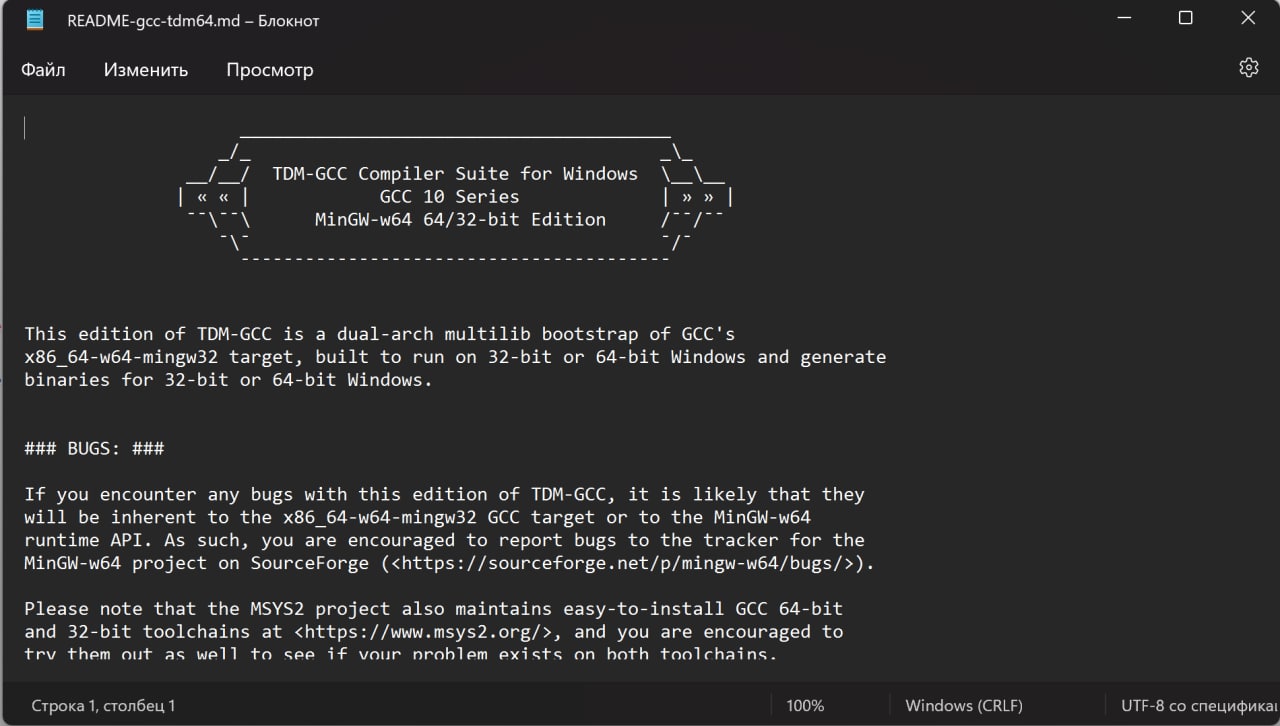 README-gcc-tdm64.md – Блокнот
Файл Изменить Просмотр
TDM-GCC Compiler Suite for Windows
« « GCC 10 Series » »
MinGW-w64 64/32-bit Edition
This edition of TDM-GCC is a dual-arch multilib bootstrap of GCC's
x86_64-w64-mingw32 target, built to run on 32-bit or 64-bit Windows and generate
binaries for 32-bit or 64-bit Windows.
### BUGS: ###
If you encounter any bugs with this edition of TDM-GCC, it is likely that they
will be inherent to the x86_64-w64-mingw32 GCC target or to the MinGW-w64
runtime API. As such, you are encouraged to report bugs to the tracker for the
MinGW-w64 project on SourceForge (<https://sourceforge.net/p/mingw-w64/bugs/>).
Please note that the MSYS2 project also maintains easy-to-install GCC 64-bit
and 32-bit toolchains at <https://www.msys2.org/>, and you are encouraged to
try them out as well to see if your problem exists on both toolchains.
Строка 1, столбец 1 100% Windows (CRLF) UTF-8 со специфика